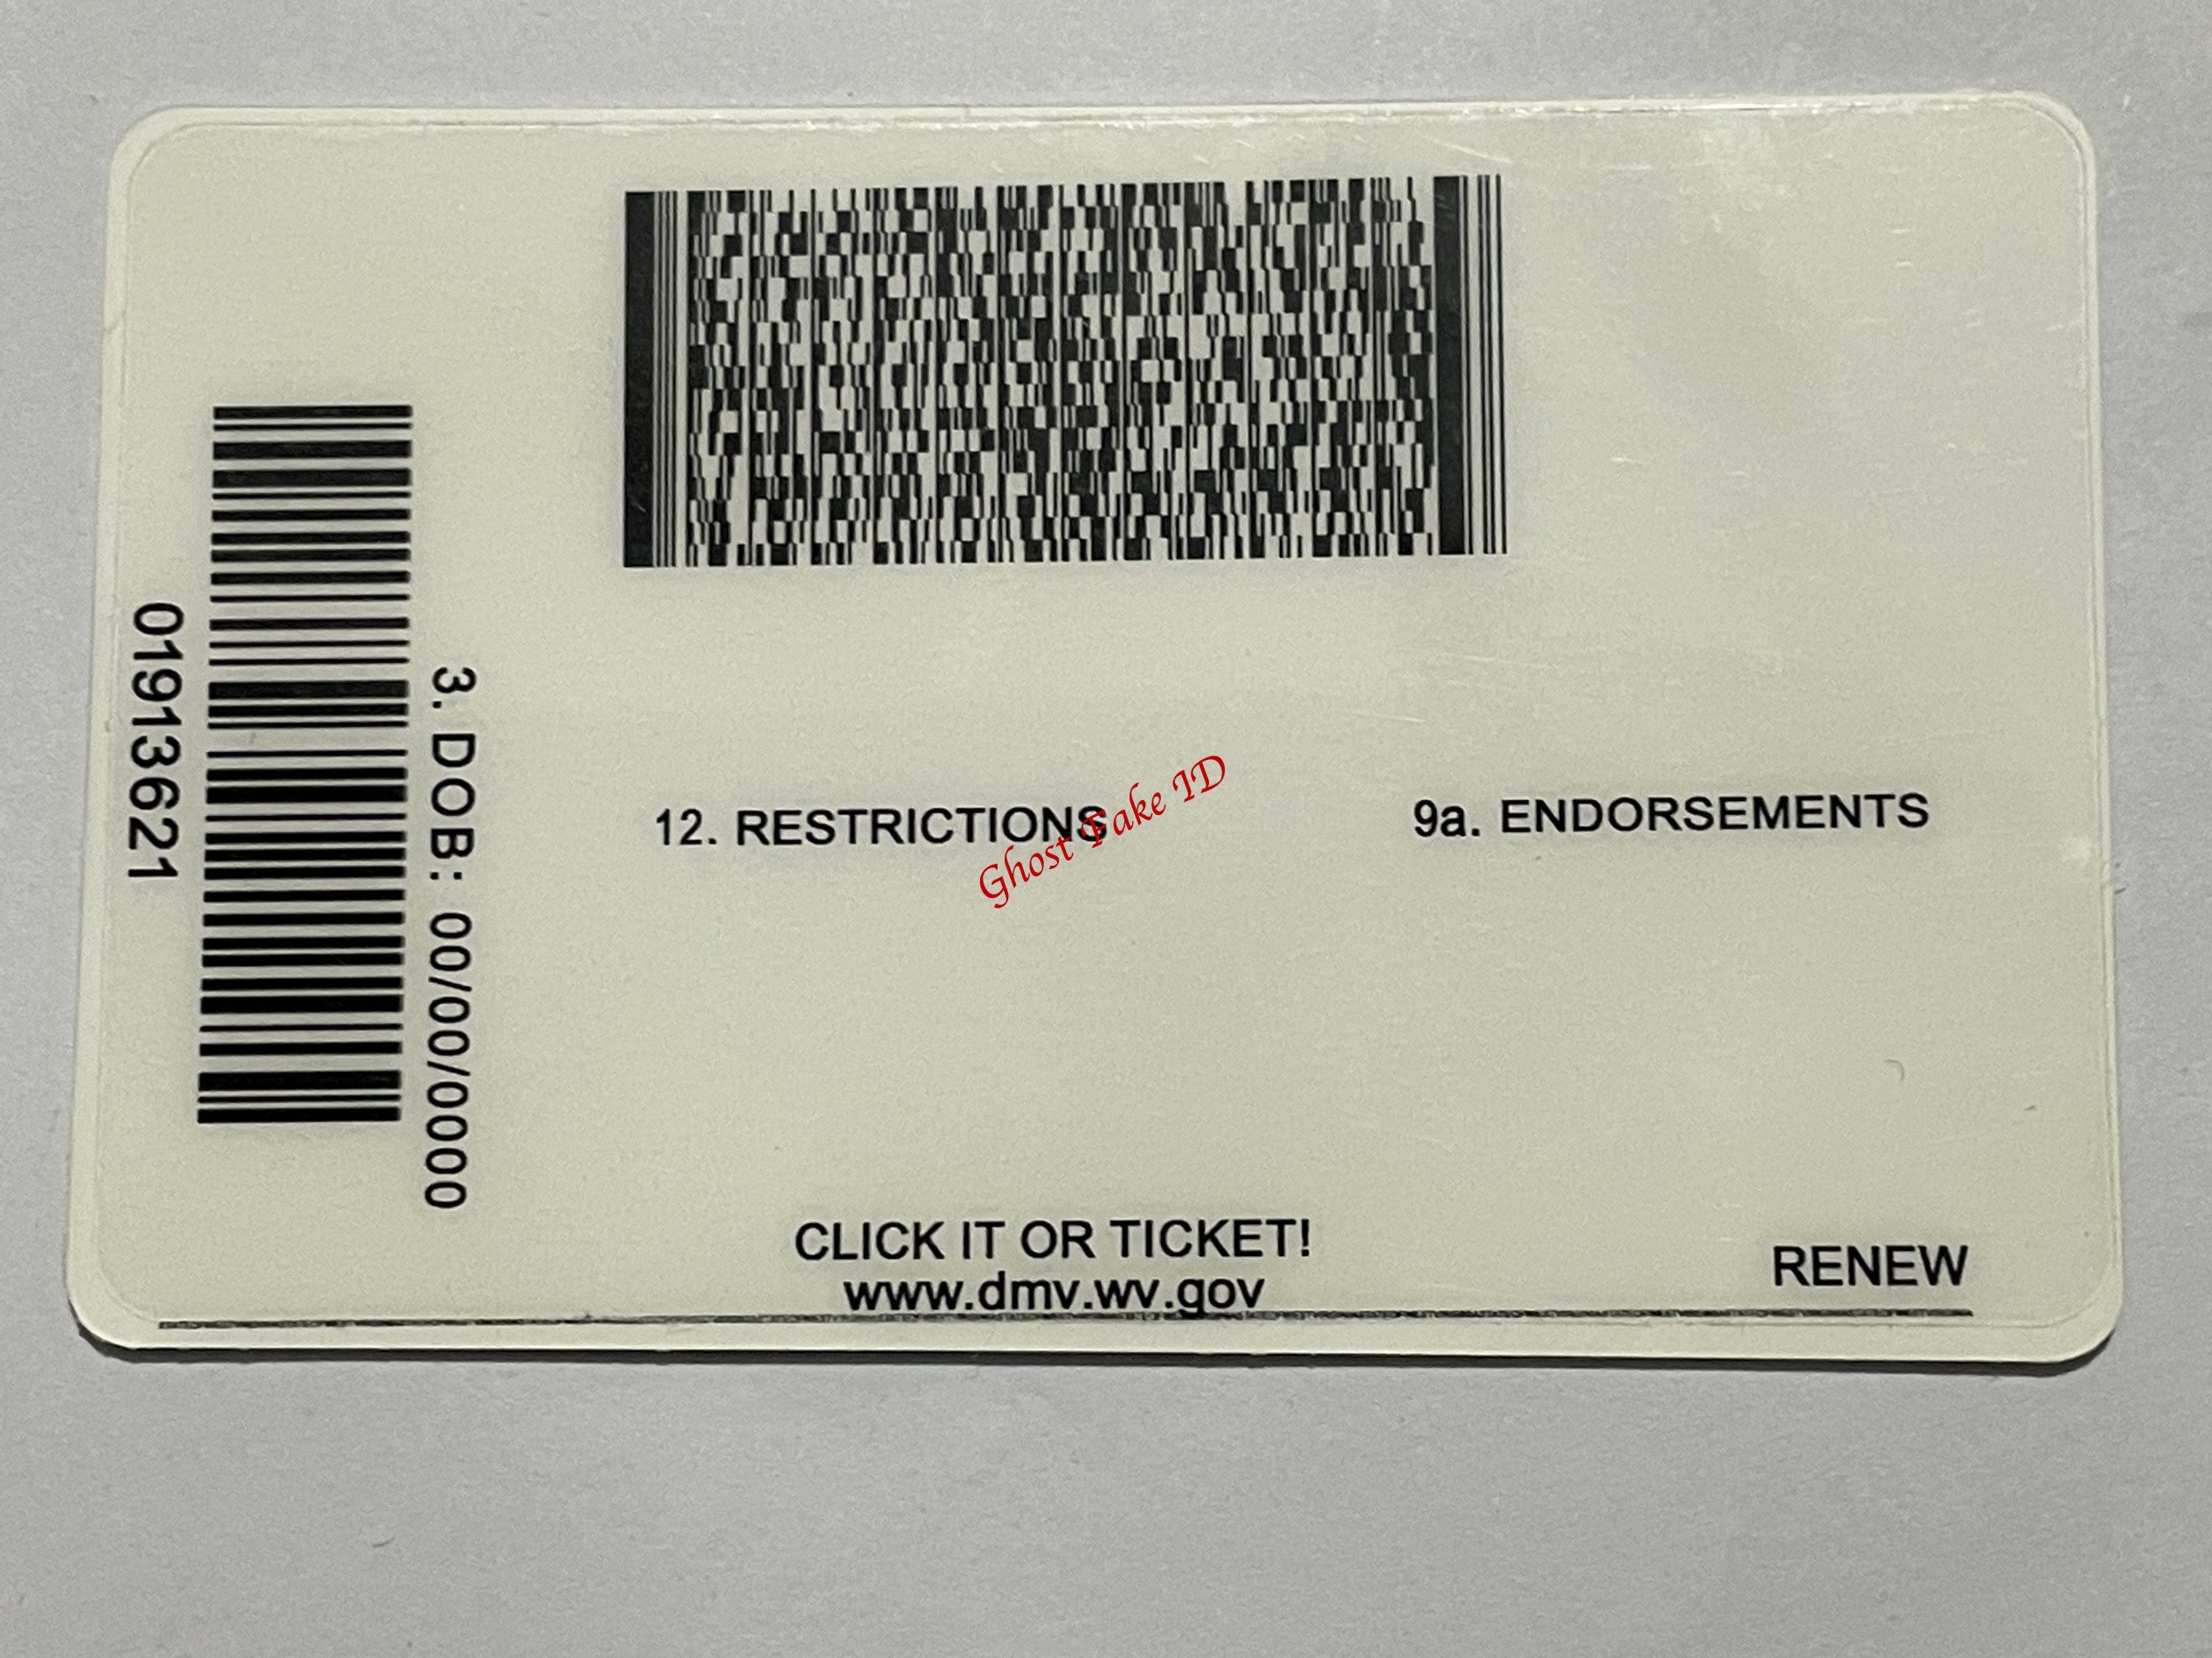 01913621
3. DOB: 00/00/0000
12. RESTRICTIONS
9a. ENDORSEMENTS
Ghost Fake ID
CLICK IT OR TICKET!
www.dmv.wv.gov
RENEW